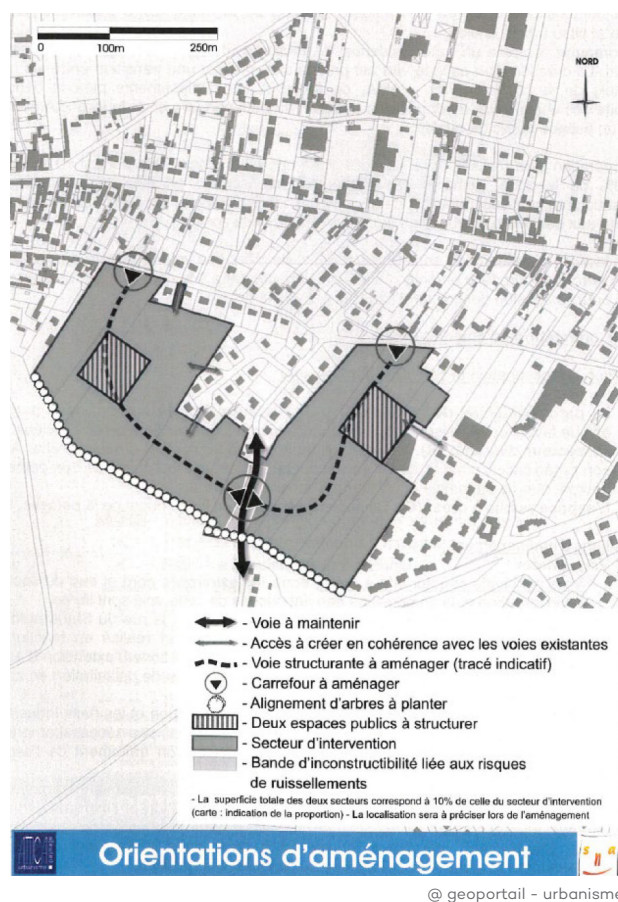 0 100m 250m
NORD
- Voie à maintenir
- Accès à créer en cohérence avec les voies existantes
- Voie structurante à aménager (tracé indicatif)
- Carrefour à aménager
- Alignement d'arbres à planter
- Deux espaces publics à structurer
- Secteur d'intervention
- Bande d'inconstructibilité liée aux risques
de ruissellements
- La superficie totale des deux secteurs correspond à 10% de celle du secteur d'intervention
(carte : indication de la proportion) - La localisation sera à préciser lors de l'aménagement
Orientations d'aménagement
@ geoportail - urbanisme